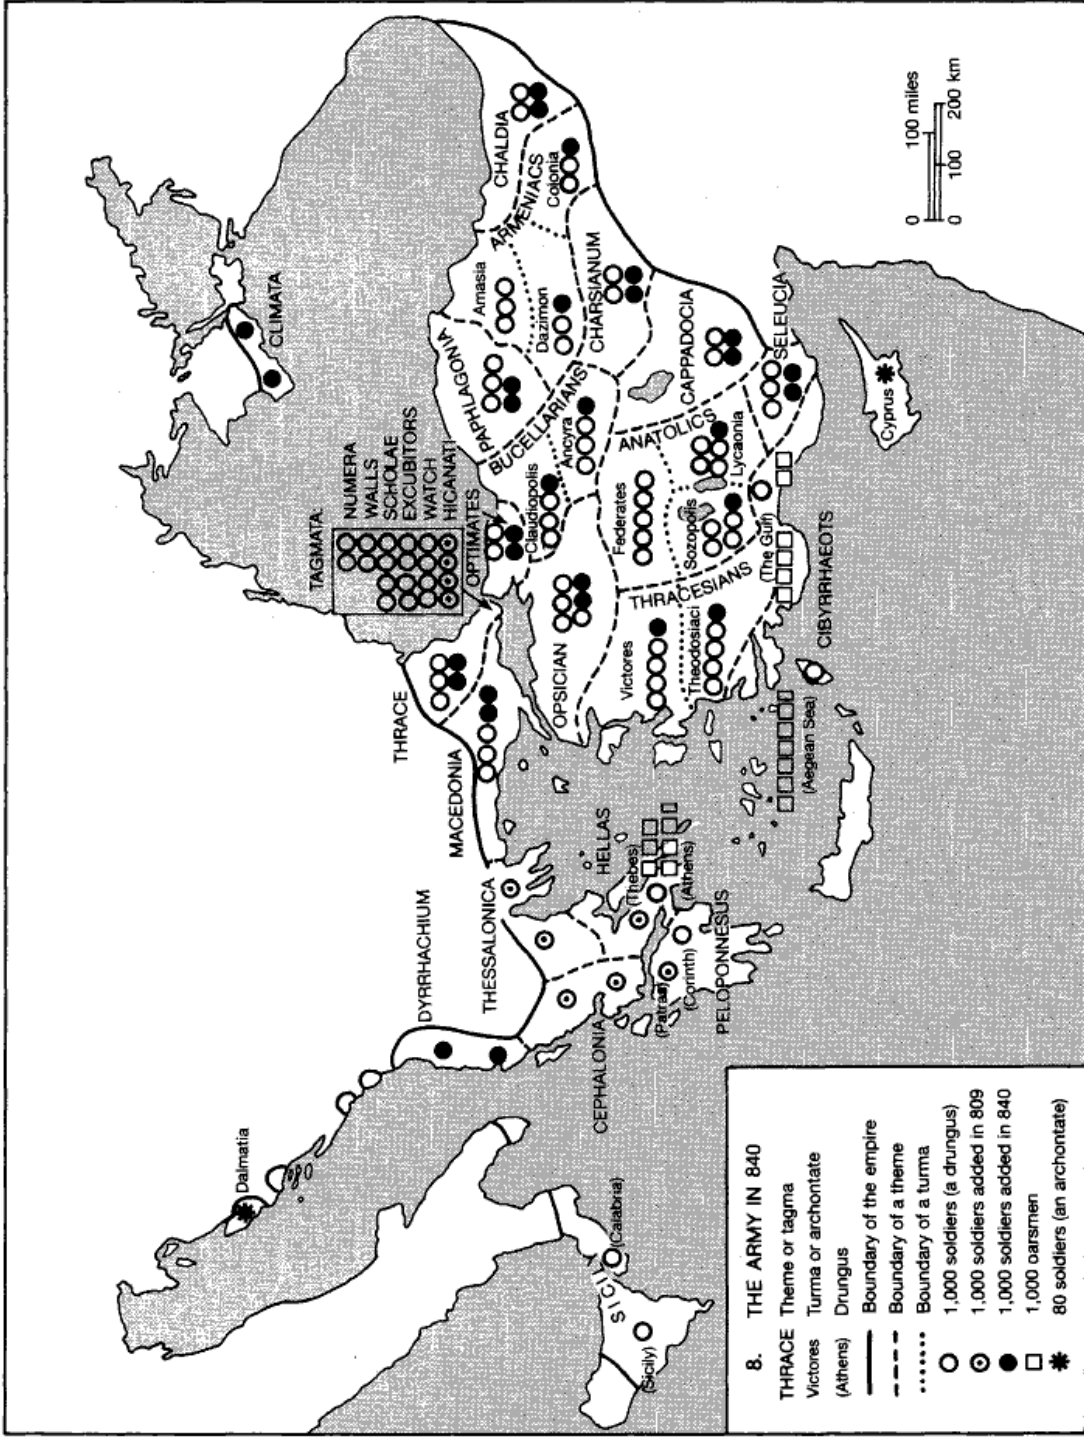 TAGMATA
NUMERA
WALLS
SCHOLAE
EXCUBITORS
WATCH
HICANATI
OPTIMATES
CLIMATA
CHALDIA
ARMENIACS
Colonia
Amasia
Dazimon
CHARSIANUM
PAPHLAGONIA
BUCELLARIANS
Claudiopolis
Ancyra
CAPPADOCIA
SELEUCIA
ANATOLICS
Lycaonia
Federates
Sozopolis
(The Gulf)
CIBYRRHAEOTS
Cyprus
OPSICIAN
THRACESIANS
Victores
Theodosiaci
(Aegean Sea)
THRACE
MACEDONIA
HELLAS
(Thebes)
(Athens)
THESSALONICA
DYRRHACHIUM
(Patras)
(Corinth)
PELOPONNESUS
CEPHALONIA
Dalmatia
SICILY
(Calabria)
(Sicily)
0 100 miles
0 100 200 km
8. THE ARMY IN 840
THRACE Theme or tagma
Victores Turma or archontate
(Athens) Drungus
Boundary of the empire
Boundary of a theme
Boundary of a turma
1,000 soldiers (a drungus)
1,000 soldiers added in 809
1,000 soldiers added in 840
1,000 oarsmen
80 soldiers (an archontate)